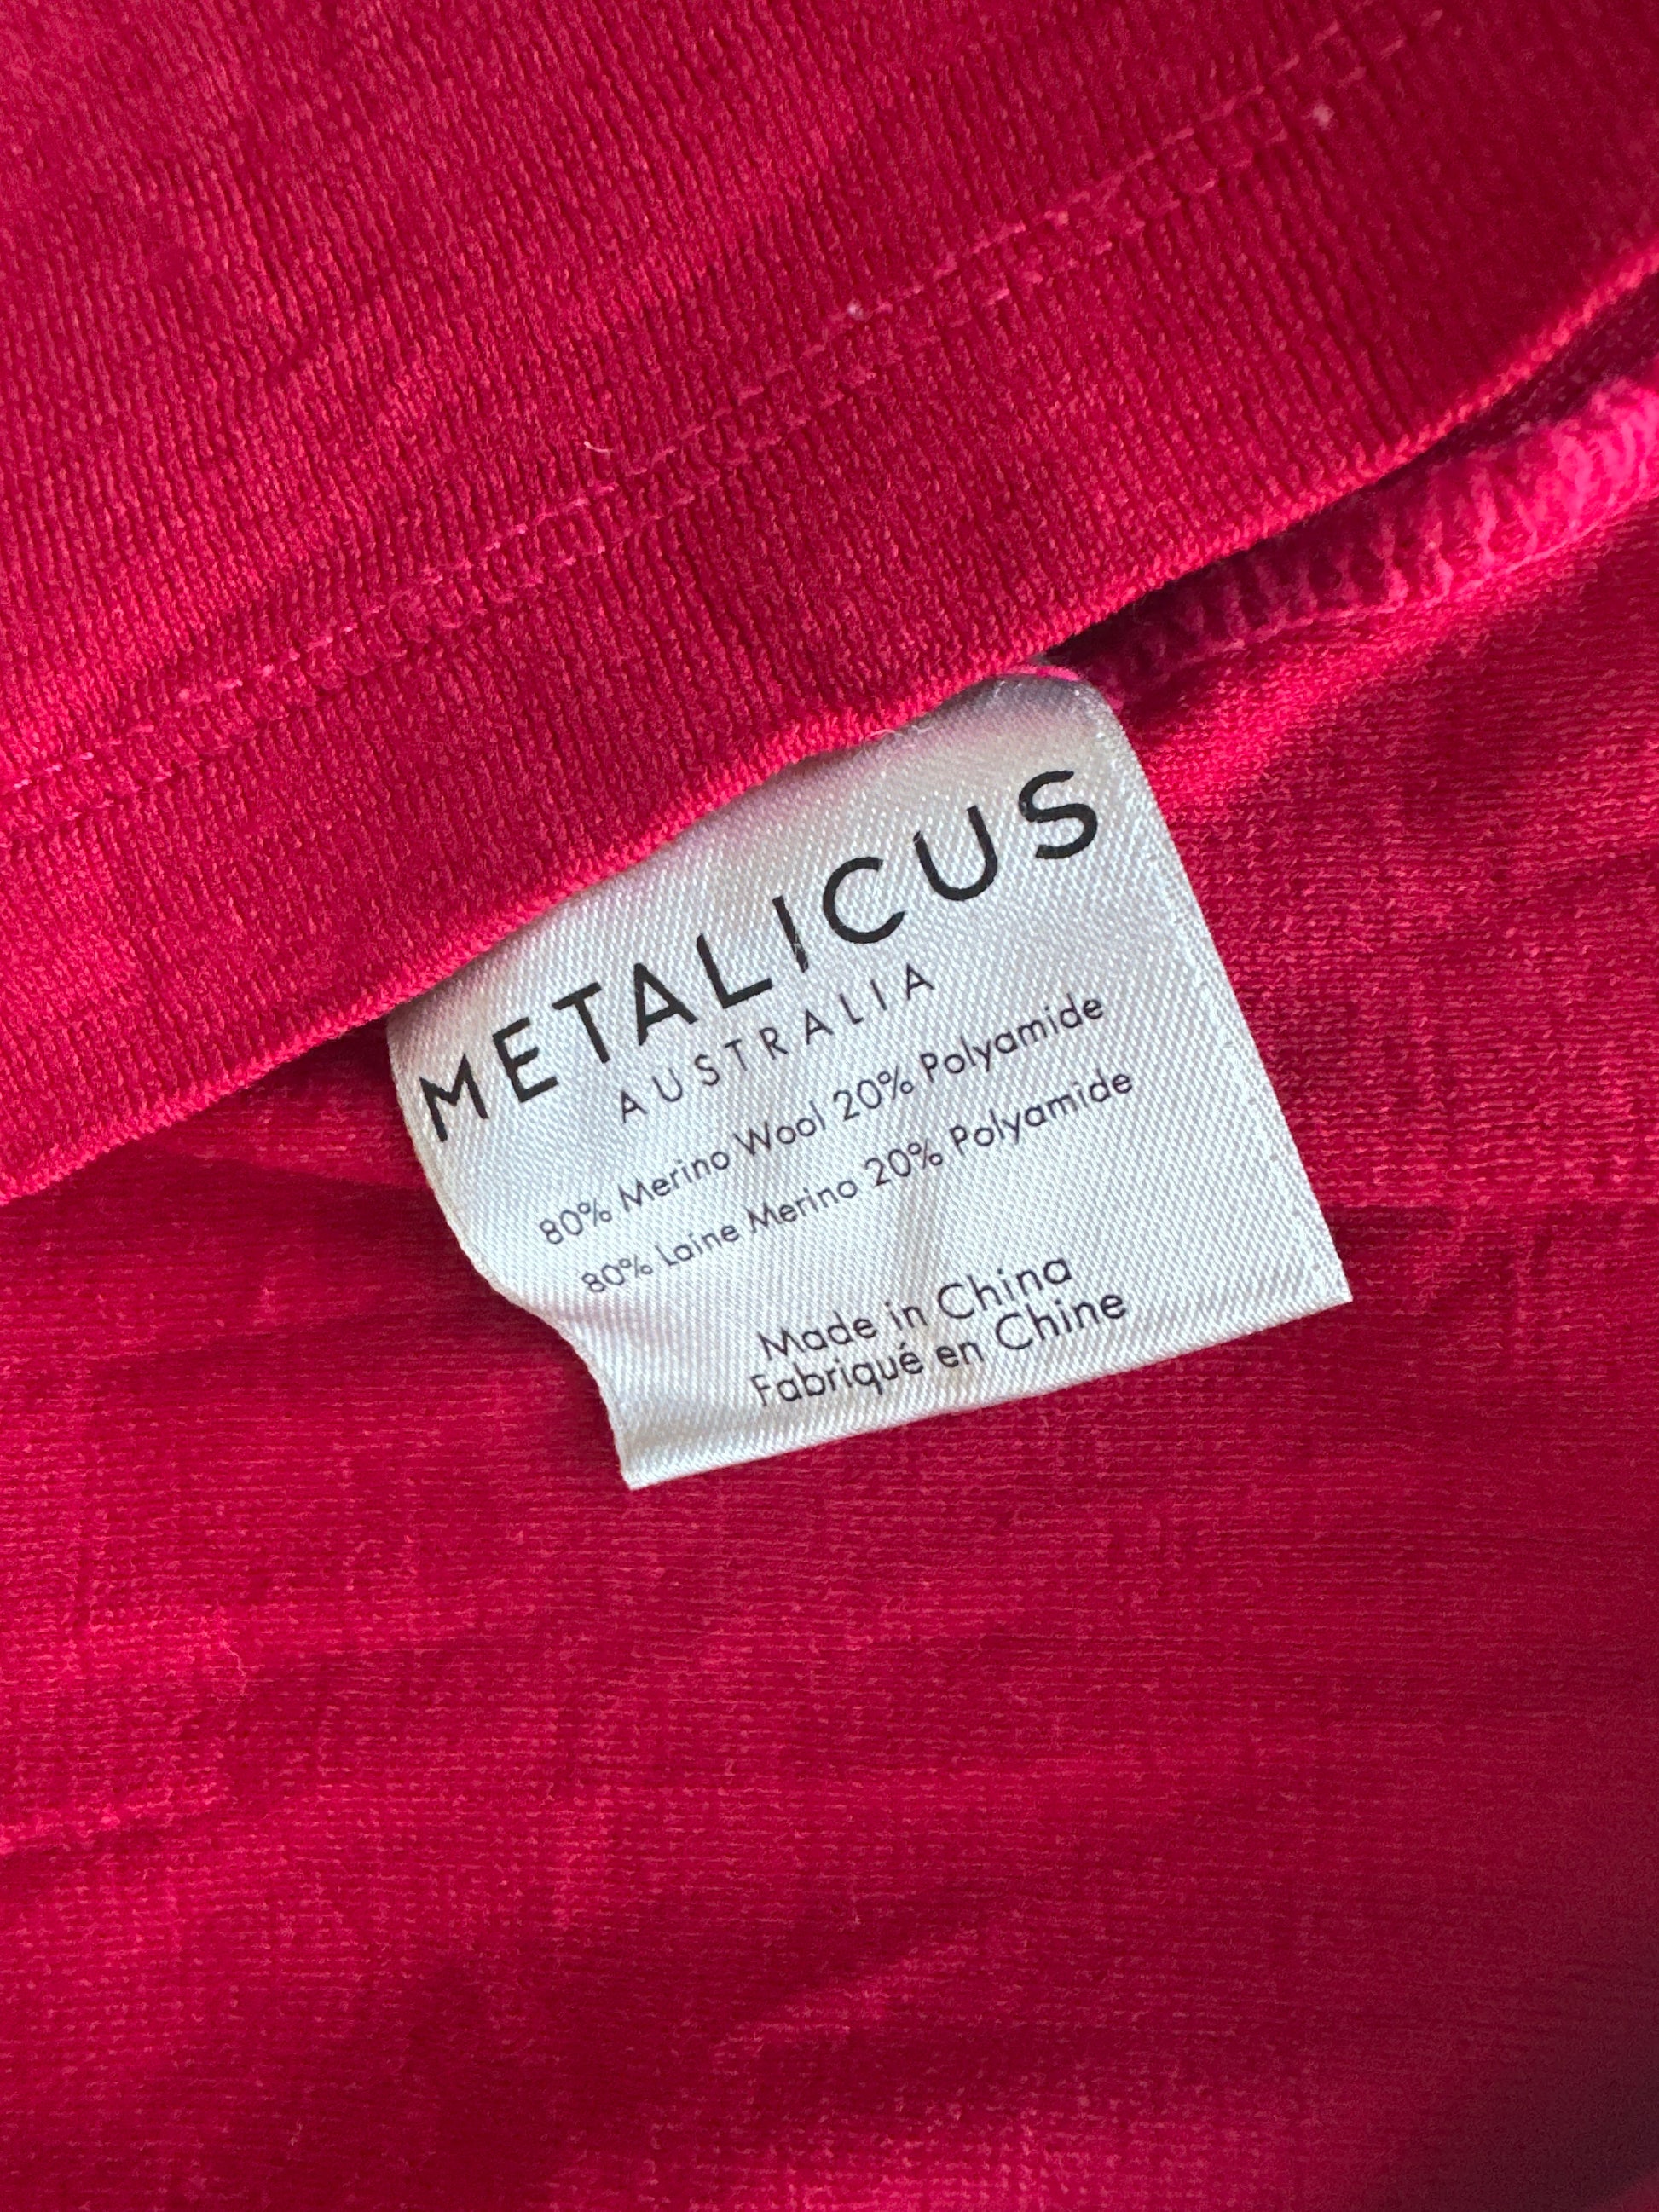 METALICUS
AUSTRALIA
80% Merino Wool 20% Polyamide
80% Laine Merino 20% Polyamide
Made in China
Fabriqué en Chine